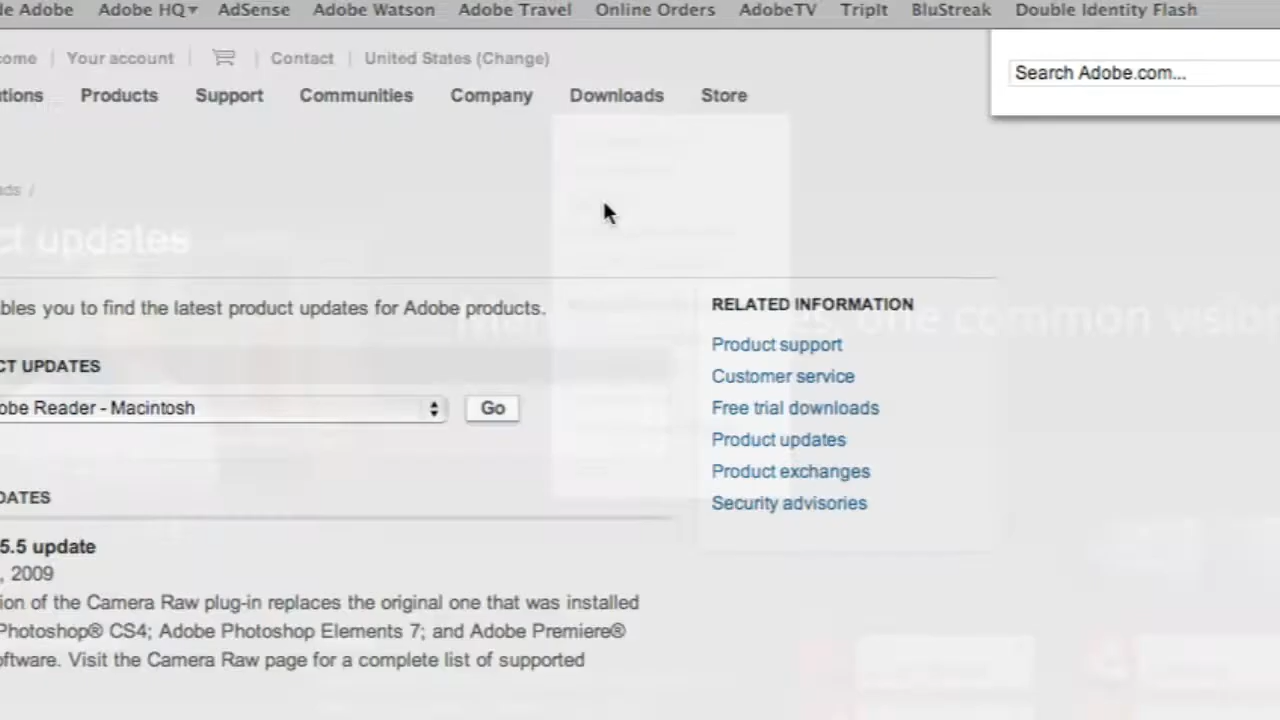 de Adobe Adobe HQ▾ AdSense Adobe Watson Adobe Travel Online Orders AdobeTV TripIt BluStreak Double Identity Flash
ome | Your account | | Contact | United States (Change)
Search Adobe.com...
tions Products Support Communities Company Downloads Store
ads /
ct updates
bles you to find the latest product updates for Adobe products.
RELATED INFORMATION
one common visio
Product support
CT UPDATES
Customer service
obe Reader - Macintosh Go
Free trial downloads
Product updates
Product exchanges
DATES
Security advisories
5.5 update
, 2009
ion of the Camera Raw plug-in replaces the original one that was installed
Photoshop® CS4; Adobe Photoshop Elements 7; and Adobe Premiere®
oftware. Visit the Camera Raw page for a complete list of supported